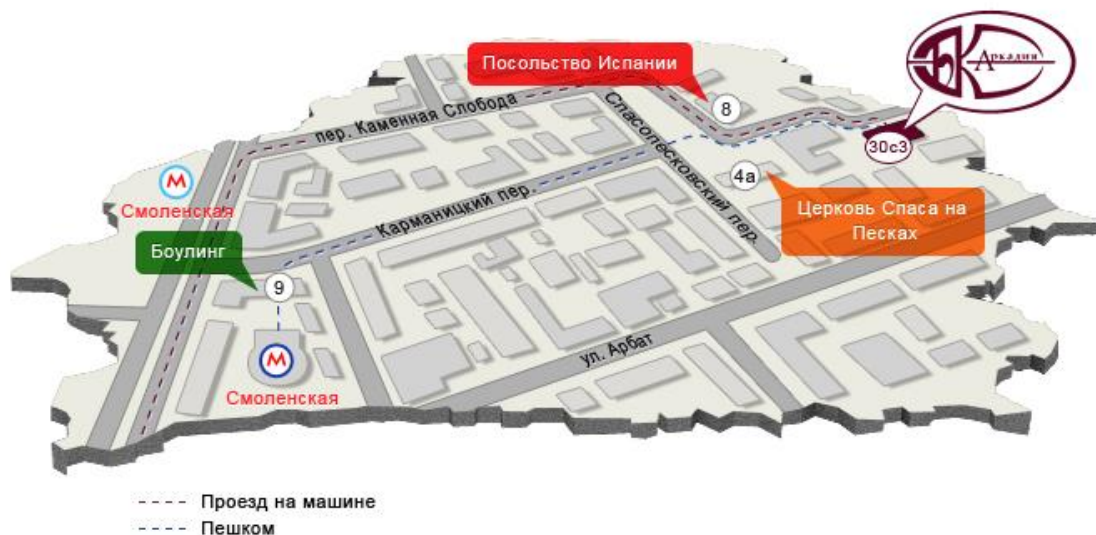 Посольство Испании
БК Аркадия
8
30с3
пер. Каменная Слобода
Спасопесковский пер.
М
Смоленская
4а
Карманицкий пер.
Церковь Спаса на
Песках
Боулинг
9
ул. Арбат
М
Смоленская
Проезд на машине
Пешком